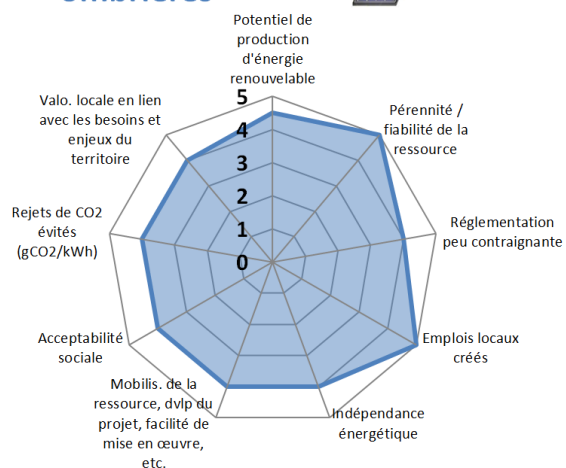 Potentiel de
production
d'énergie
renouvelable
Pérennité /
fiabilité de la
ressource
Réglementation
peu contraignante
Emplois locaux
créés
Indépendance
énergétique
Mobilis. de la
ressource, dvlp du
projet, facilité de
mise en œuvre,
etc.
Acceptabilité
sociale
Rejets de CO2
évités
(gCO2/kWh)
Valo. locale en lien
avec les besoins et
enjeux du
territoire
5
4
3
2
1
0